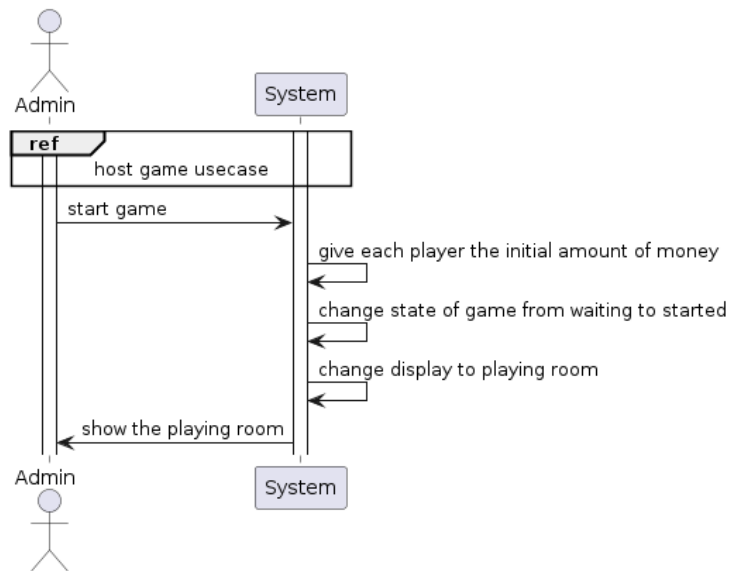 Admin
System
ref
host game usecase
start game
give each player the initial amount of money
change state of game from waiting to started
change display to playing room
show the playing room
Admin
System